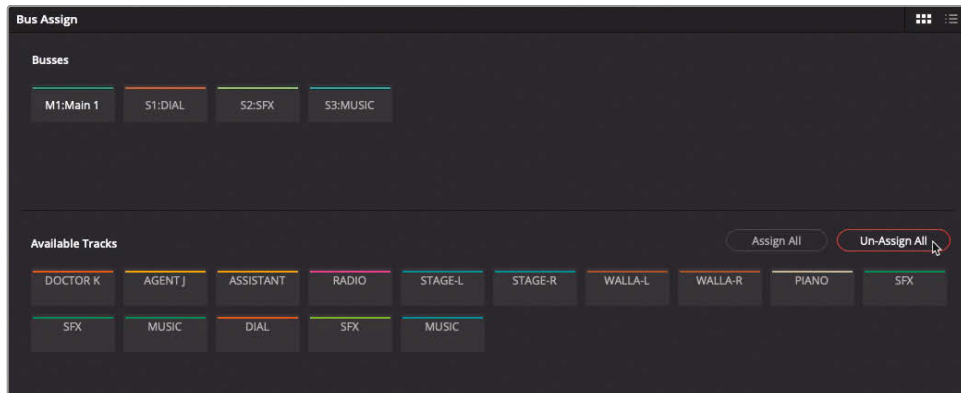 Bus Assign
Busses
M1:Main 1 S1:DIAL S2:SFX S3:MUSIC
Available Tracks Assign All Un-Assign All
DOCTOR K AGENT J ASSISTANT RADIO STAGE-L STAGE-R WALLA-L WALLA-R PIANO SFX
SFX MUSIC DIAL SFX MUSIC